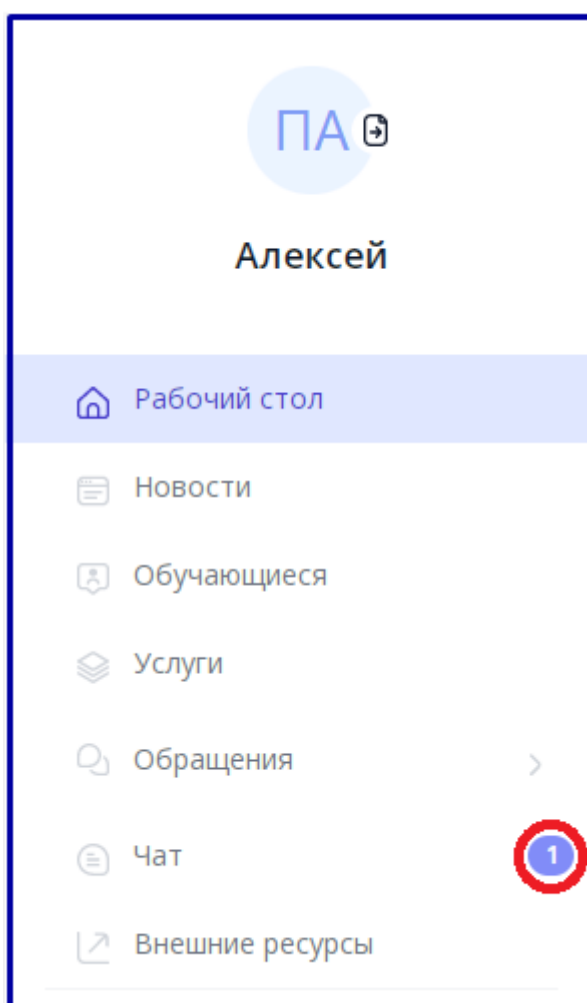 ПА
Алексей
Рабочий стол
Новости
Обучающиеся
Услуги
Обращения
Чат 1
Внешние ресурсы